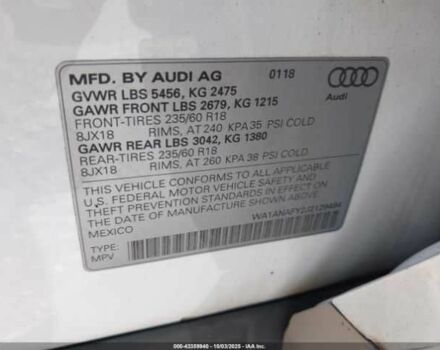 MFD. BY AUDI AG 0118
GVWR LBS 5456, KG 2475
GAWR FRONT LBS 2679, KG 1215
FRONT-TIRES 235/60 R18
8JX18 RIMS, AT 240 KPA 35 PSI COLD
GAWR REAR LBS 3042, KG 1380
REAR-TIRES 235/60 R18
8JX18 RIMS, AT 260 KPA 38 PSI COLD
Audi
THIS VEHICLE CONFORMS TO ALL APPLICABLE
U.S. FEDERAL MOTOR VEHICLE SAFETY BUMPER AND
THEFT PREVENTION STANDARDS IN EFFECT ON THE
DATE OF MANUFACTURE SHOWN ABOVE.
MEXICO
TYPE:
MPV
000-43359940 - 10/03/2025 -